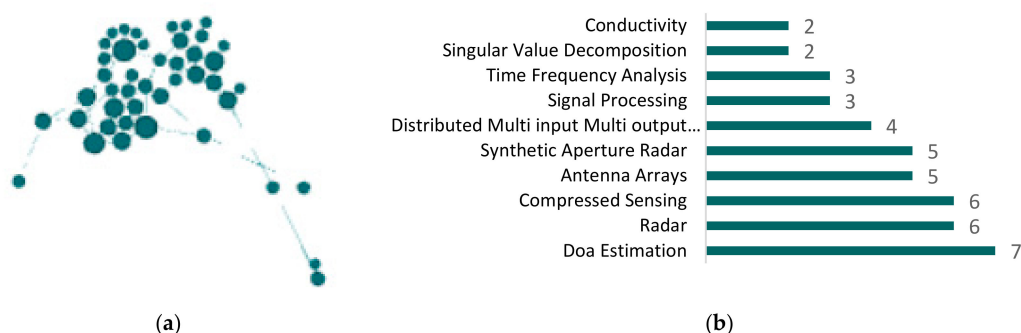 Conductivity 2
Singular Value Decomposition 2
Time Frequency Analysis 3
Signal Processing 3
Distributed Multi input Multi output... 4
Synthetic Aperture Radar 5
Antenna Arrays 5
Compressed Sensing 6
Radar 6
Doa Estimation 7
(a) (b)